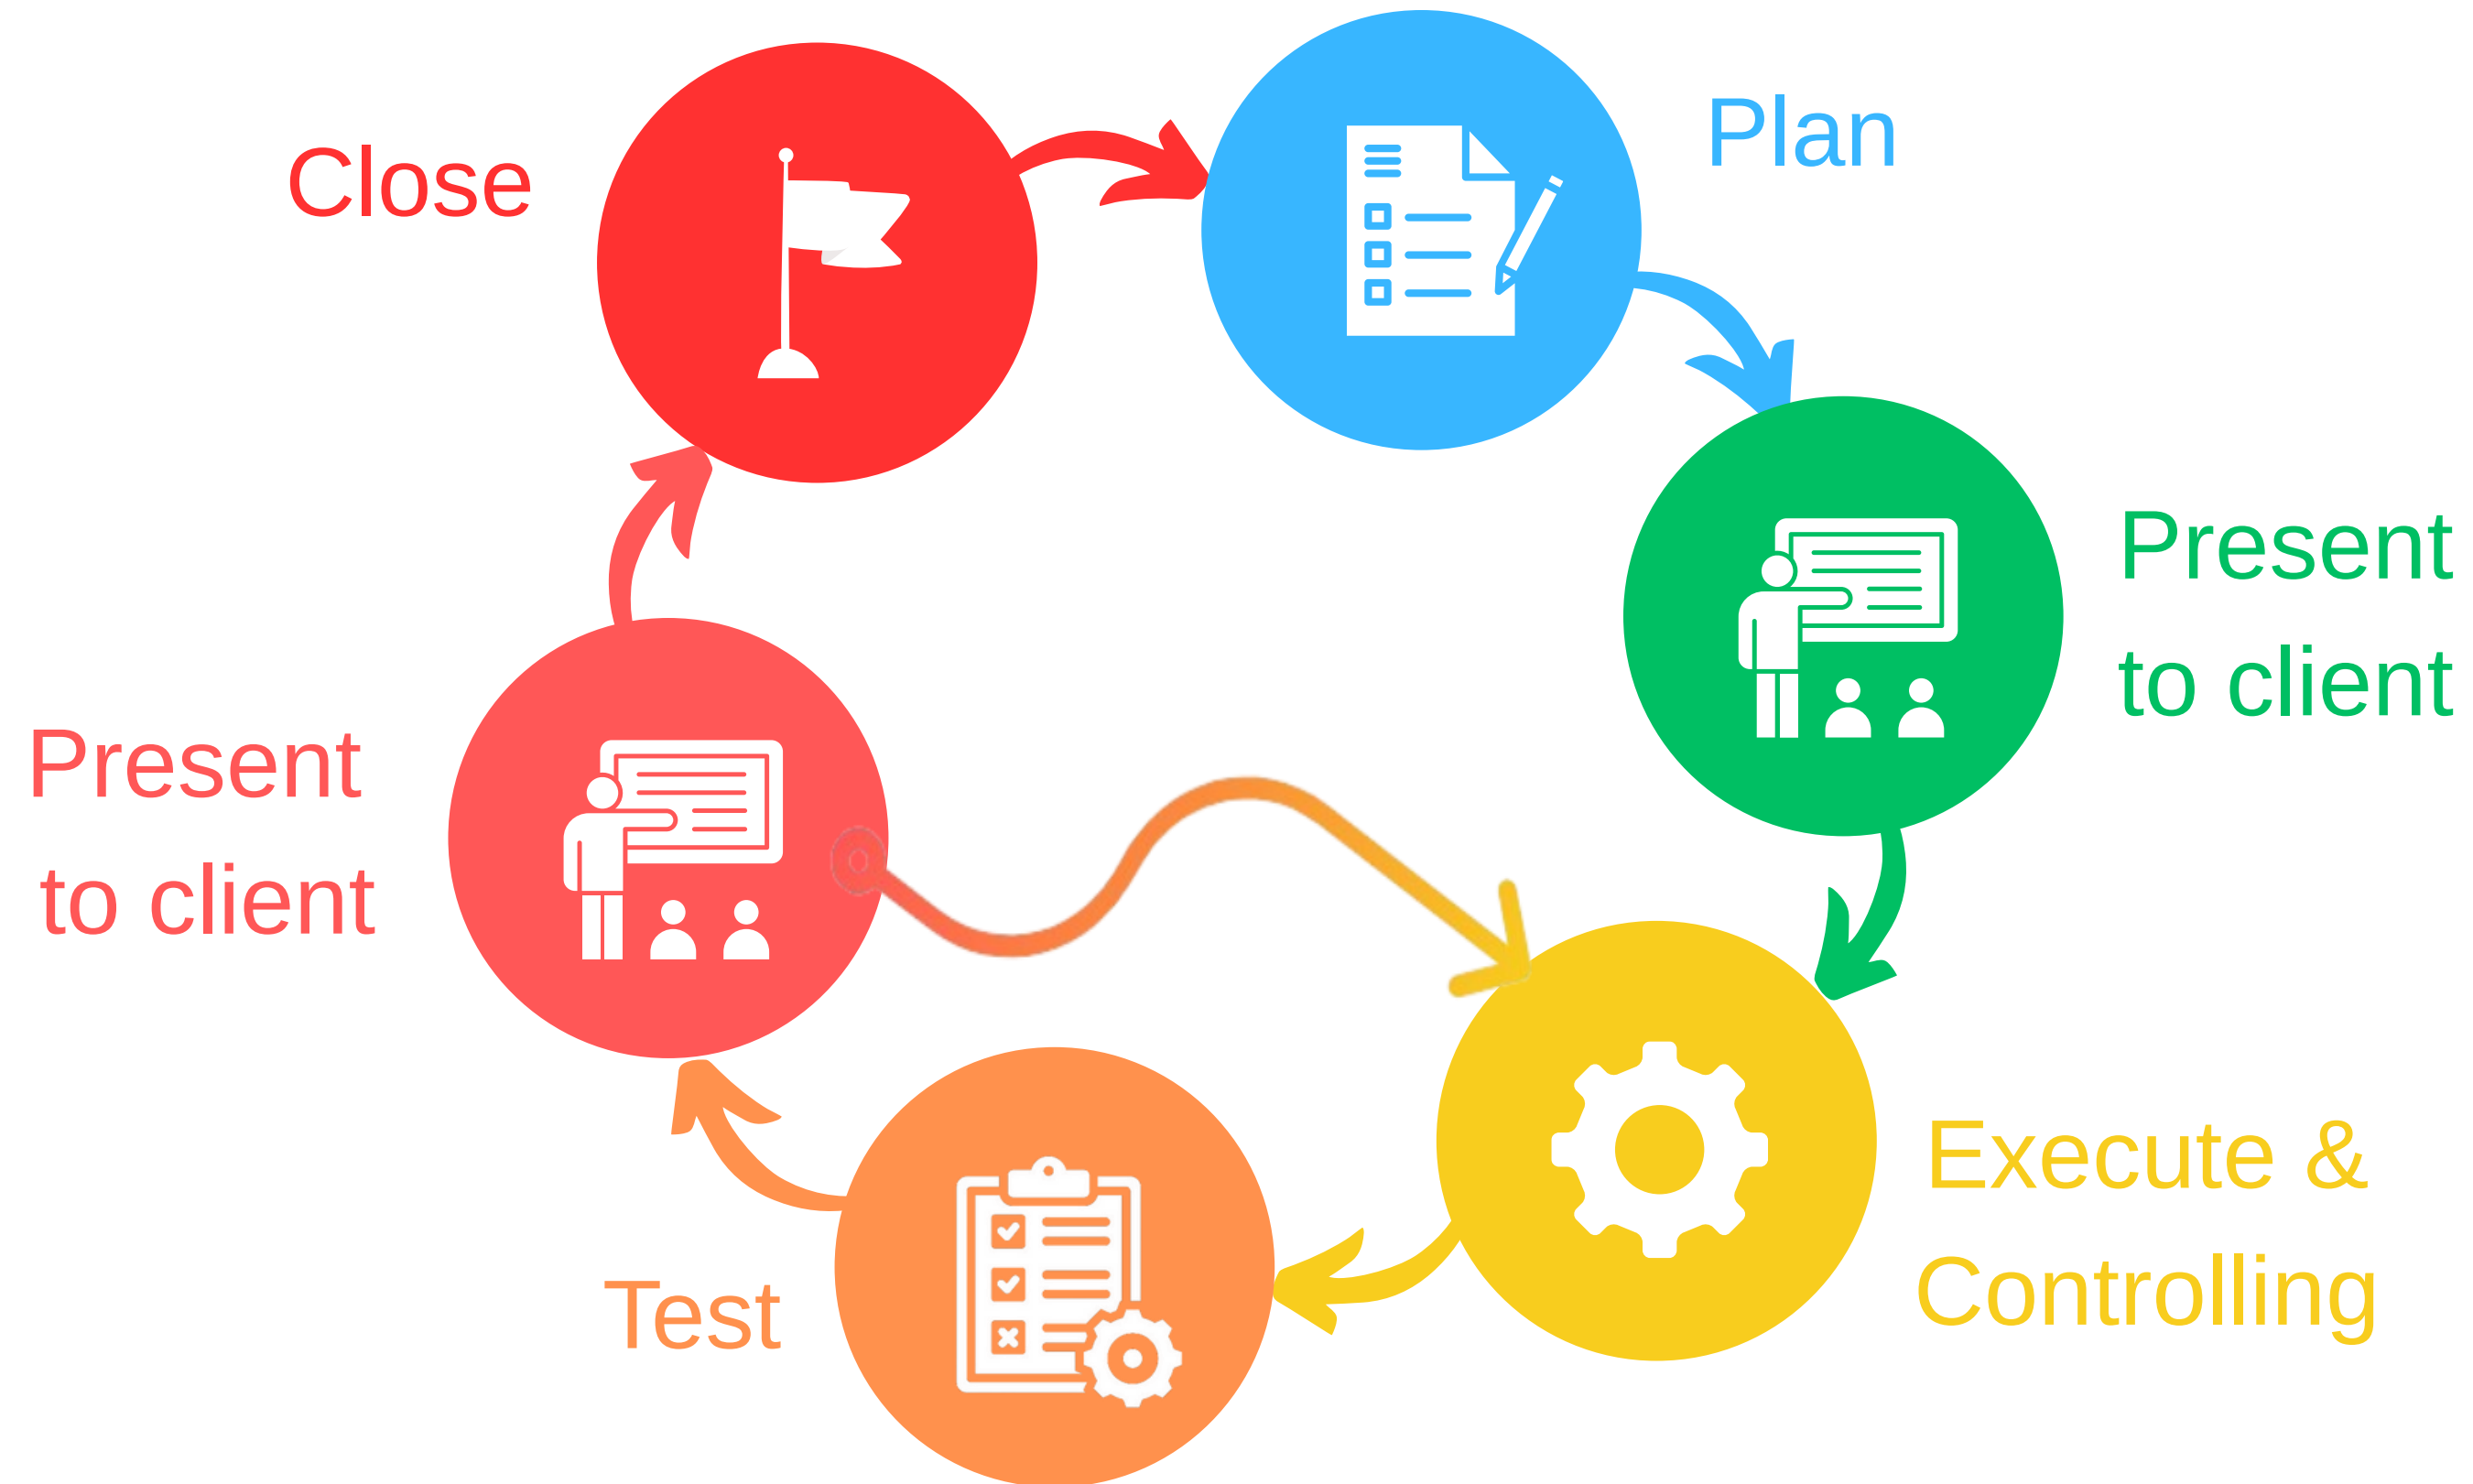 Close
Plan
Present
to client
Present
to client
Execute &
Controlling
Test